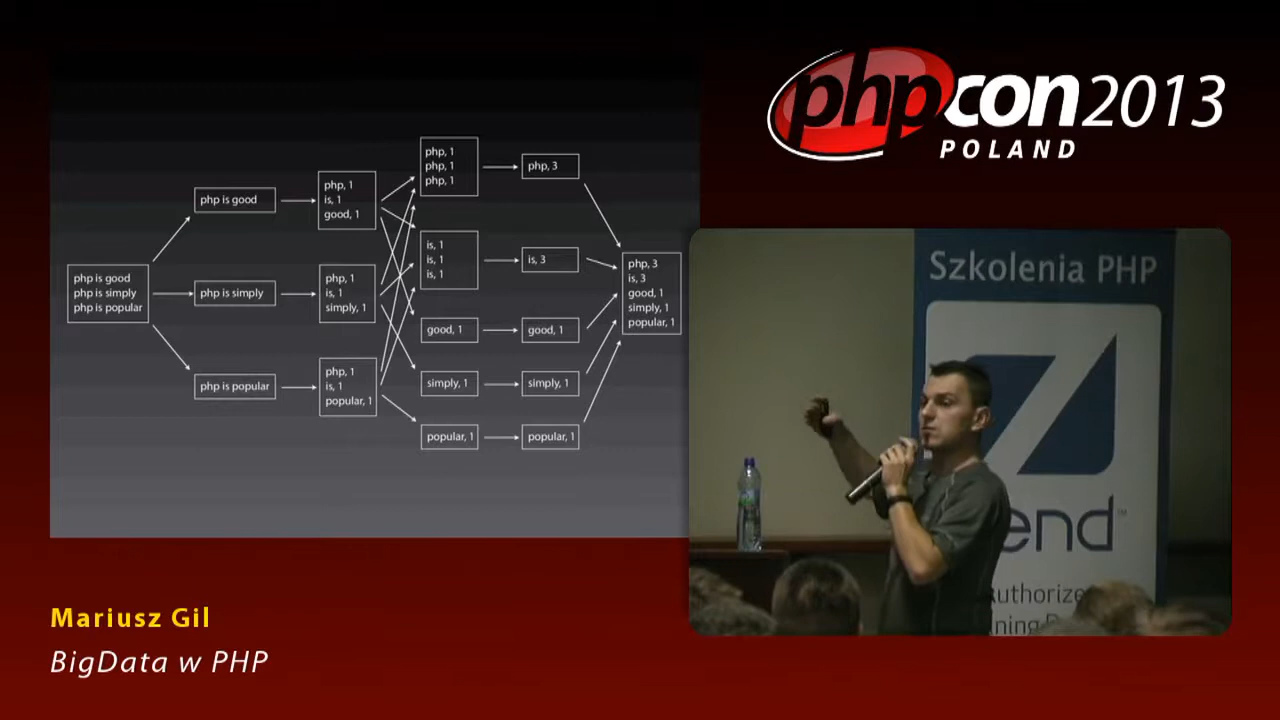 phpcon2013
POLAND
php is good
php is simply
php is popular
php is good
php is simply
php is popular
php, 1
is, 1
good, 1
php, 1
is, 1
simply, 1
php, 1
is, 1
popular, 1
php, 1
php, 1
php, 1
is, 1
is, 1
is, 1
good, 1
simply, 1
popular, 1
php, 3
is, 3
good, 1
simply, 1
popular, 1
php, 3
is, 3
good, 1
simply, 1
popular, 1
Szkolenia PHP
end™
Mariusz Gil
BigData w PHP